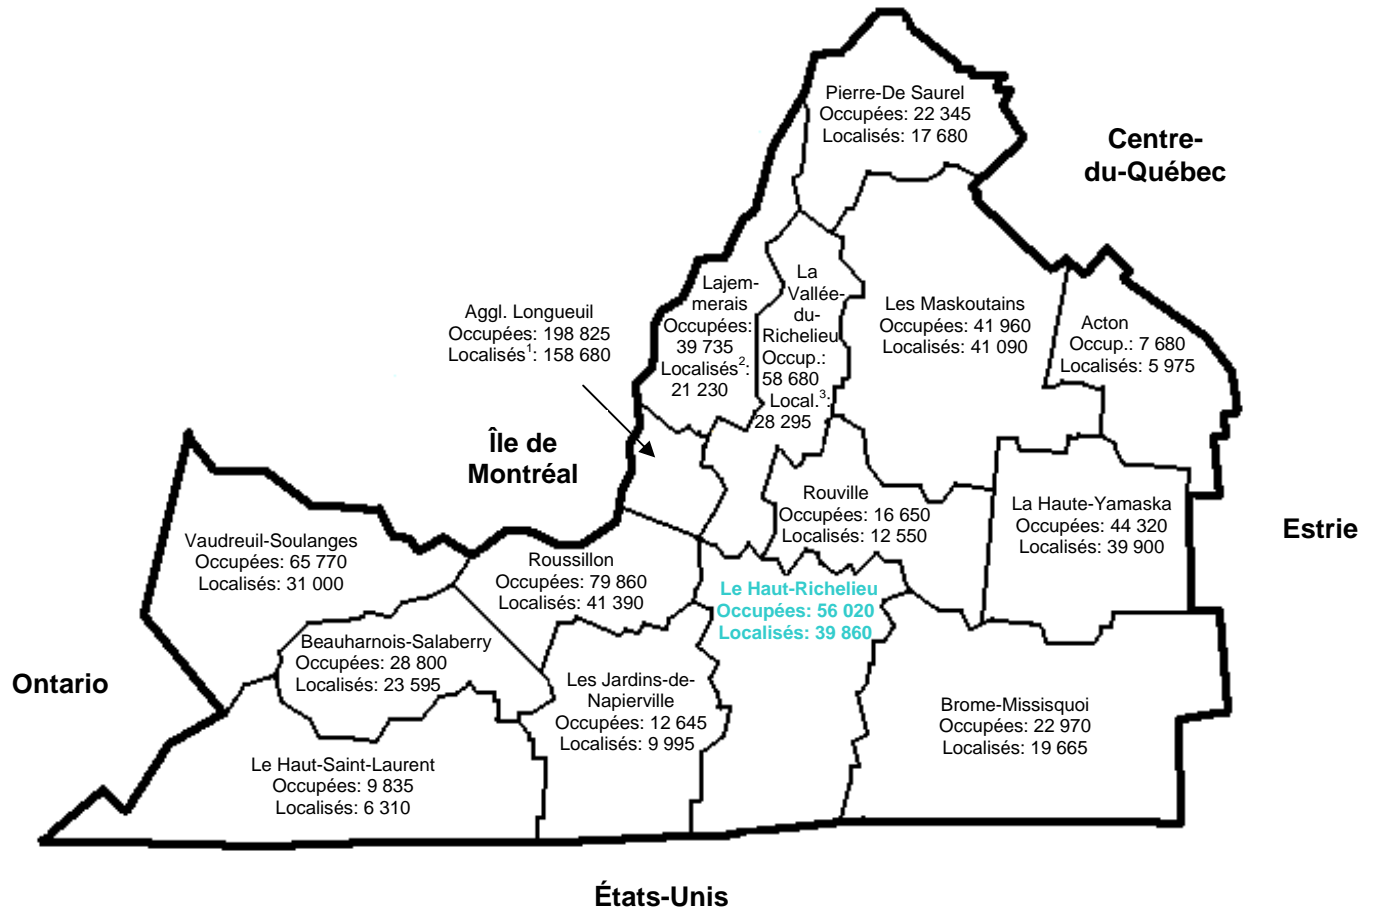 Pierre-De Saurel
Occupées: 22 345
Localisés: 17 680
Centre-
du-Québec
Lajem-
merais
Occupées:
39 735
Localisés²:
21 230
La
Vallée-
du-
Richelieu
Occup.:
58 680
Local.³:
28 295
Les Maskoutains
Occupées: 41 960
Localisés: 41 090
Acton
Occup.: 7 680
Localisés: 5 975
Aggl. Longueuil
Occupées: 198 825
Localisés¹: 158 680
Île de
Montréal
Rouville
Occupées: 16 650
Localisés: 12 550
La Haute-Yamaska
Occupées: 44 320
Localisés: 39 900
Estrie
Vaudreuil-Soulanges
Occupées: 65 770
Localisés: 31 000
Roussillon
Occupées: 79 860
Localisés: 41 390
Le Haut-Richelieu
Occupées: 56 020
Localisés: 39 860
Beauharnois-Salaberry
Occupées: 28 800
Localisés: 23 595
Ontario
Les Jardins-de-
Napierville
Occupées: 12 645
Localisés: 9 995
Brome-Missisquoi
Occupées: 22 970
Localisés: 19 665
Le Haut-Saint-Laurent
Occupées: 9 835
Localisés: 6 310
États-Unis